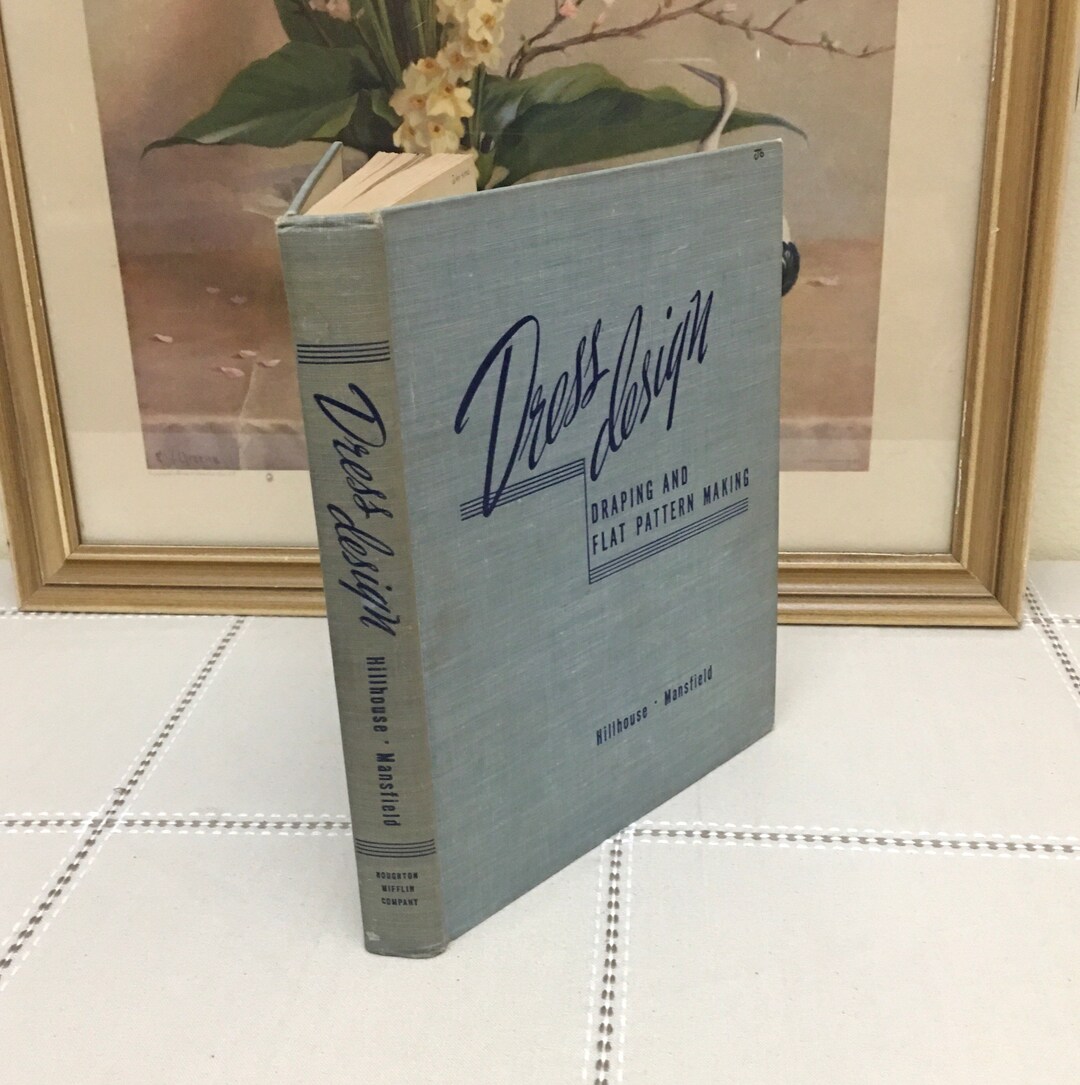 Dress
design
DRAPING AND
FLAT PATTERN MAKING
Hillhouse · Mansfield
Dress design
Hillhouse · Mansfield
HOUGHTON
MIFFLIN
COMPANY